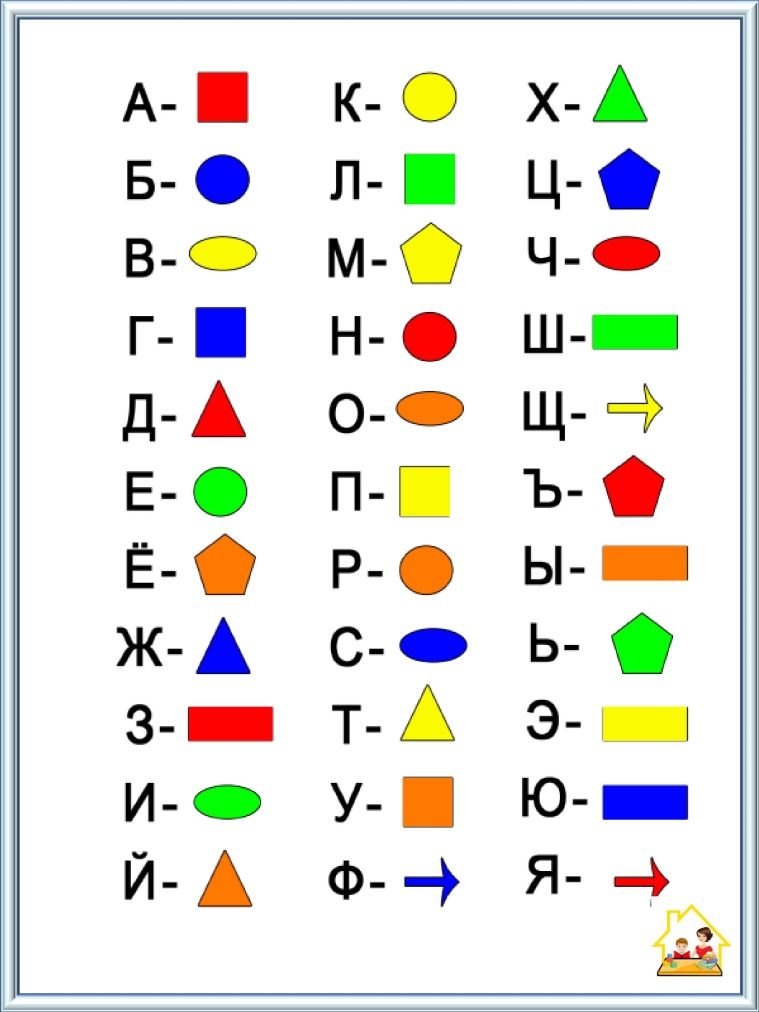 А- К- Х-
Б- Л- Ц-
В- М- Ч-
Г- Н- Ш-
Д- О- Щ-
Е- П- Ъ-
Ё- Р- Ы-
Ж- С- Ь-
З- Т- Э-
И- У- Ю-
Й- Ф- Я-